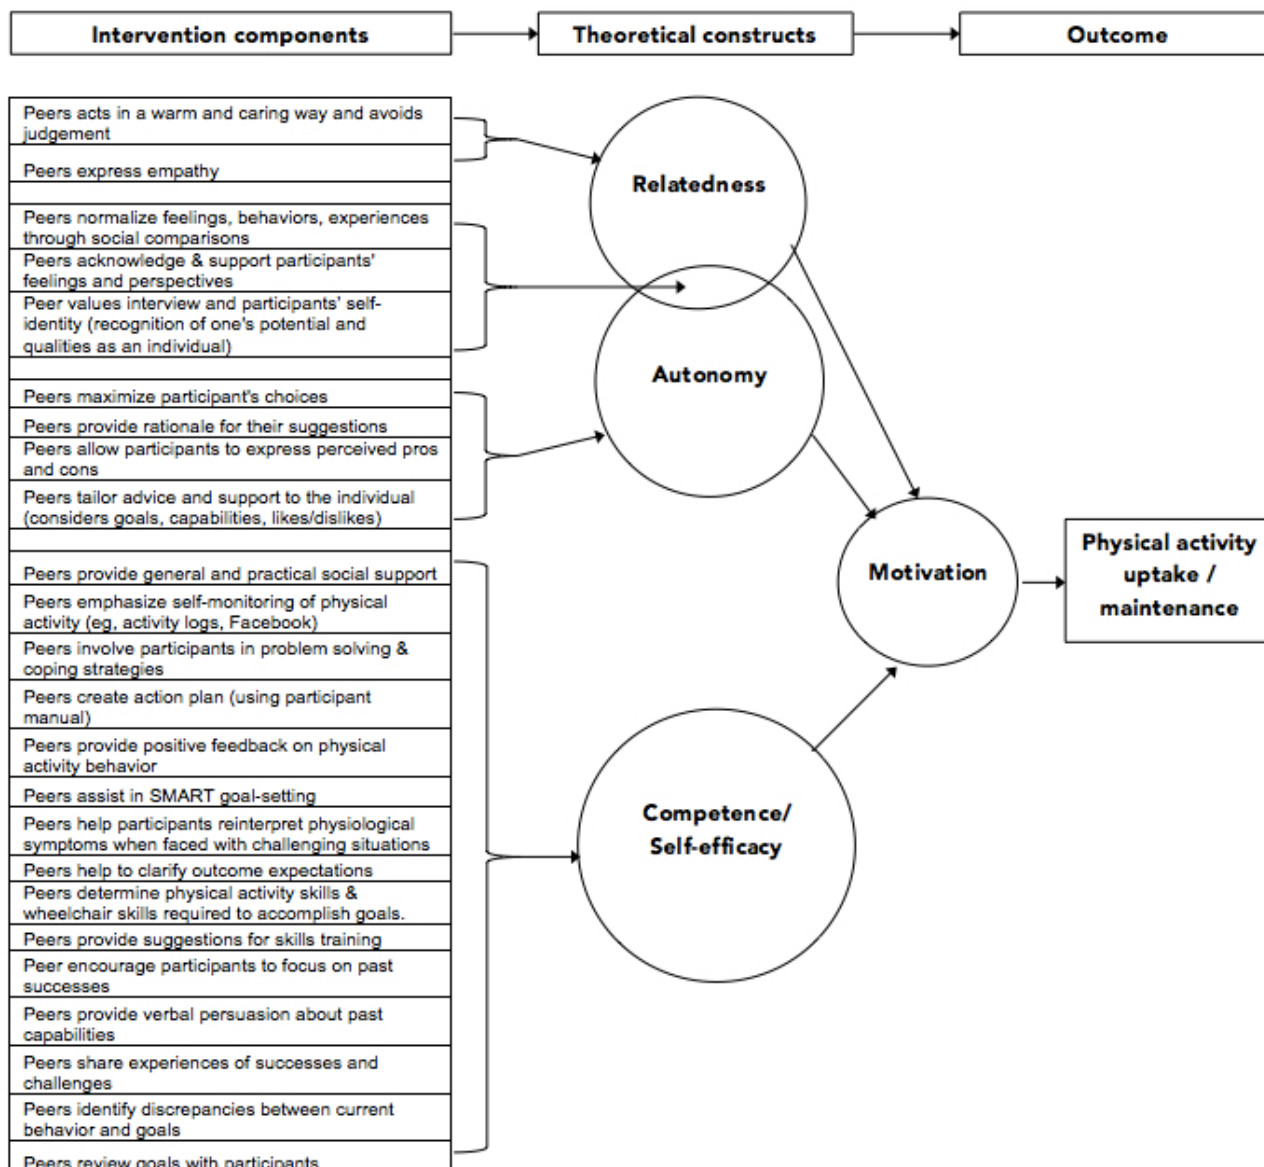 Intervention components
Theoretical constructs
Outcome
Peers acts in a warm and caring way and avoids
judgement
Peers express empathy
Peers normalize feelings, behaviors, experiences
through social comparisons
Peers acknowledge & support participants'
feelings and perspectives
Peer values interview and participants' self-
identity (recognition of one's potential and
qualities as an individual)
Peers maximize participant's choices
Peers provide rationale for their suggestions
Peers allow participants to express perceived pros
and cons
Peers tailor advice and support to the individual
(considers goals, capabilities, likes/dislikes)
Peers provide general and practical social support
Peers emphasize self-monitoring of physical
activity (eg, activity logs, Facebook)
Peers involve participants in problem solving &
coping strategies
Peers create action plan (using participant
manual)
Peers provide positive feedback on physical
activity behavior
Peers assist in SMART goal-setting
Peers help participants reinterpret physiological
symptoms when faced with challenging situations
Peers help to clarify outcome expectations
Peers determine physical activity skills &
wheelchair skills required to accomplish goals.
Peers provide suggestions for skills training
Peer encourage participants to focus on past
successes
Peers provide verbal persuasion about past
capabilities
Peers share experiences of successes and
challenges
Peers identify discrepancies between current
behavior and goals
Peers review goals with participants
Relatedness
Autonomy
Competence/
Self-efficacy
Motivation
Physical activity
uptake /
maintenance